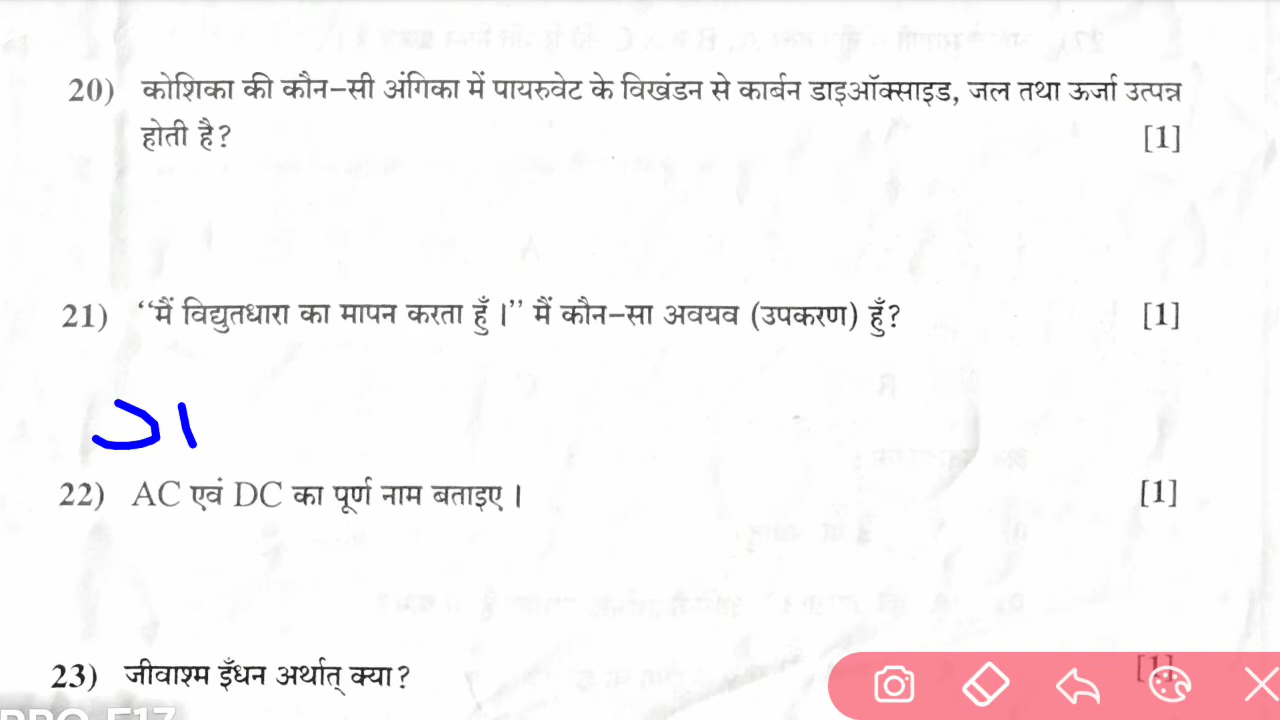 20) कोशिका की कौन-सी अंगिका में पायरुवेट के विखंडन से कार्बन डाइऑक्साइड, जल तथा ऊर्जा उत्पन्न
होती है? [1]
21) “मैं विद्युतधारा का मापन करता हूँ।” मैं कौन-सा अवयव (उपकरण) हूँ? [1]
22) AC एवं DC का पूर्ण नाम बताइए। [1]
23) जीवाश्म ईंधन अर्थात् क्या? [1]